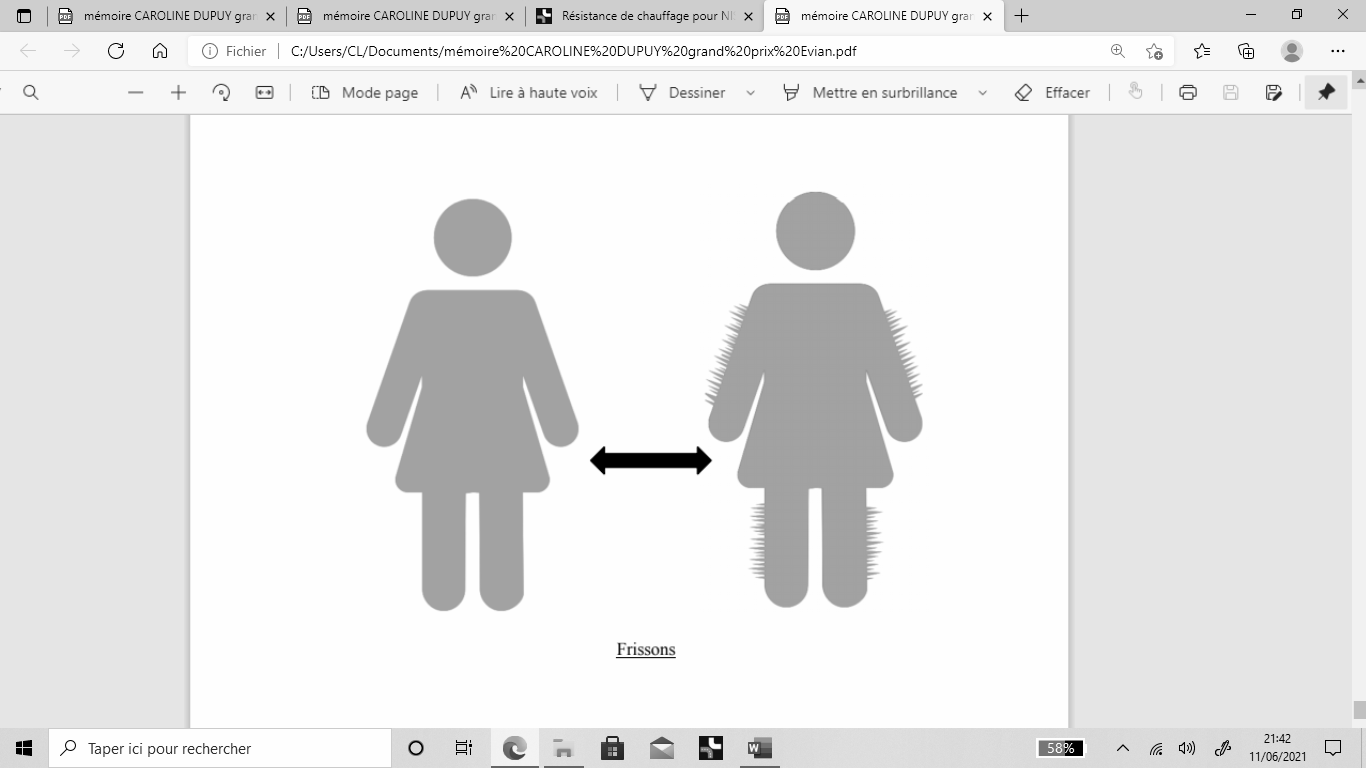 mémoire CAROLINE DUPUY gra
mémoire CAROLINE DUPUY gra
Résistance de chauffage pour NI
mémoire CAROLINE DUPUY gra
Fichier
C:/Users/CL/Documents/mémoire%20CAROLINE%20DUPUY%20grand%20prix%20Evian.pdf
Mode page
Lire à haute voix
Dessiner
Mettre en surbrillance
Effacer
Frissons
Taper ici pour rechercher
58%
21:42
11/06/2021